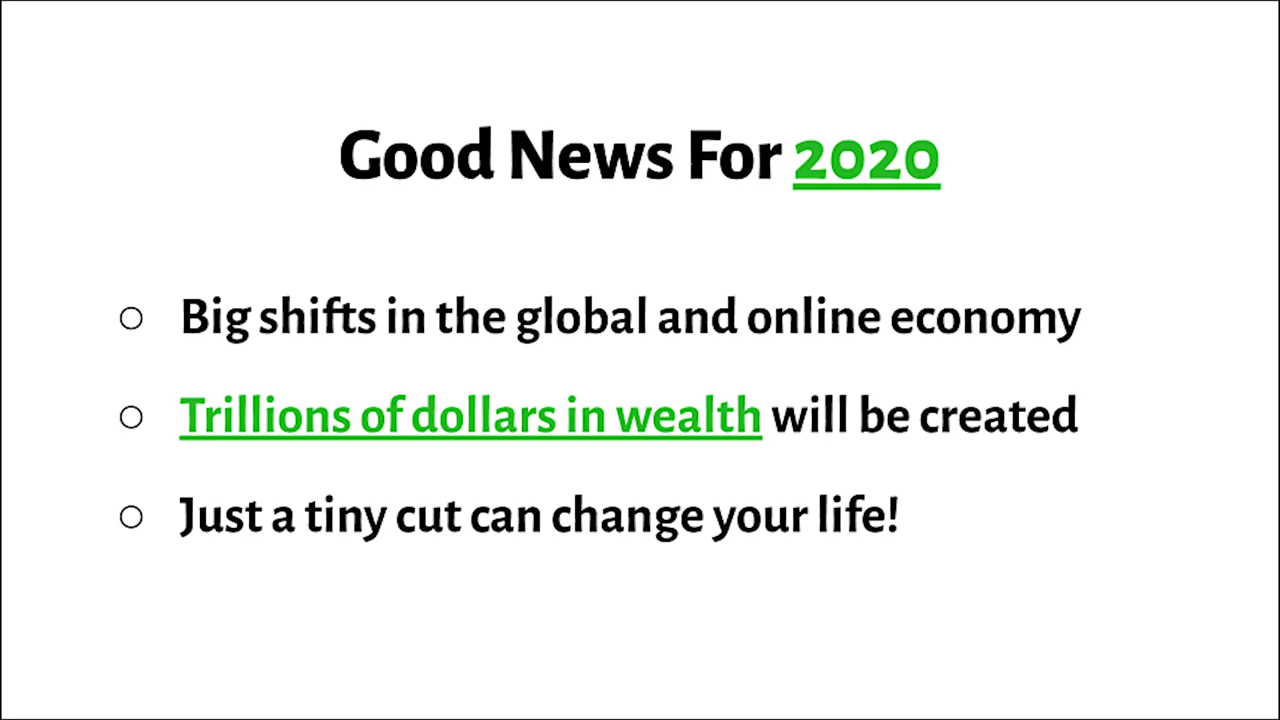 Good News For 2020
Big shifts in the global and online economy
Trillions of dollars in wealth will be created
Just a tiny cut can change your life!